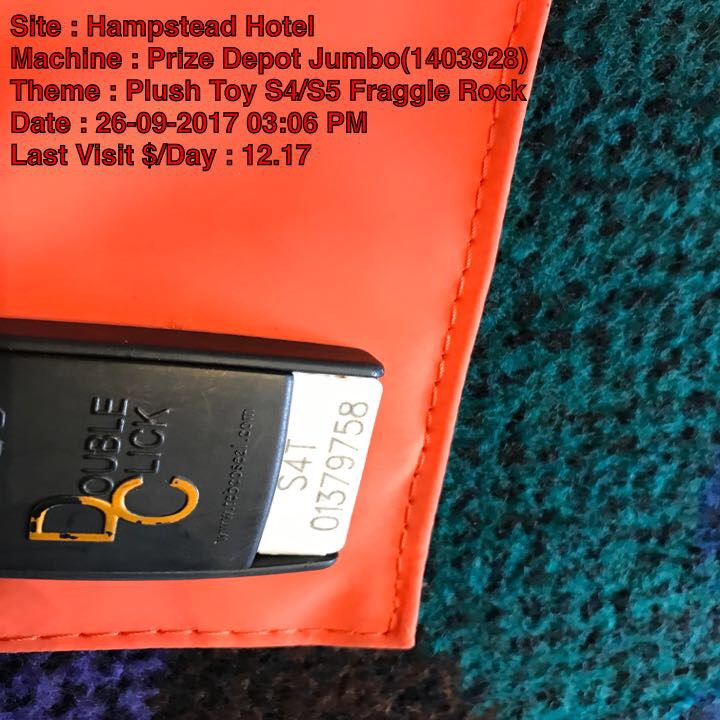 Site : Hampstead Hotel
Machine : Prize Depot Jumbo(1403928)
Theme : Plush Toy S4/S5 Fraggle Rock
Date : 26-09-2017 03:06 PM
Last Visit $/Day : 12.17
DOUBLE
CLICK
S4T
01379758